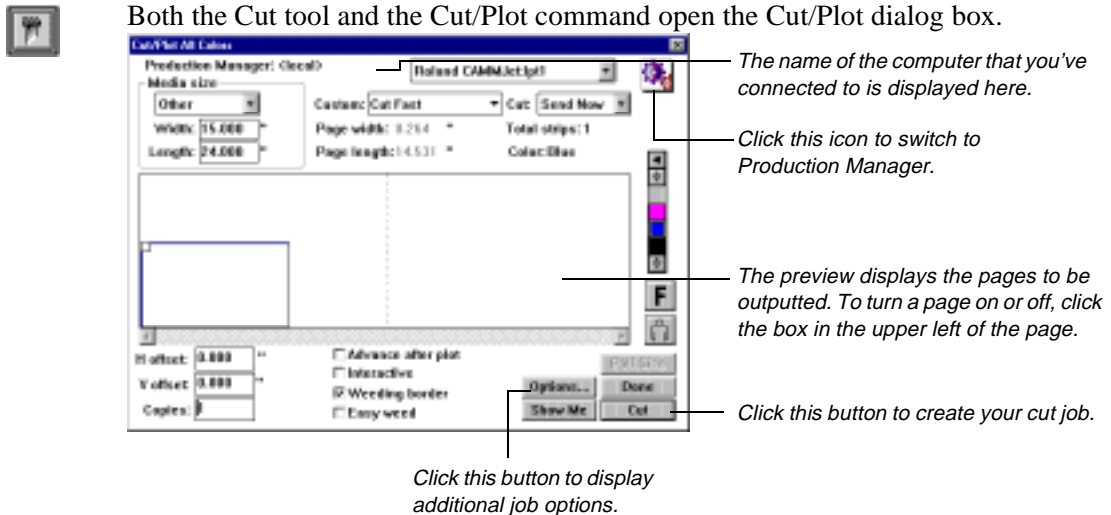 Both the Cut tool and the Cut/Plot command open the Cut/Plot dialog box.
Cut/Plot All Colors
Production Manager: <local>
Roland CAMMJet:lpt1
The name of the computer that you've
connected to is displayed here.
Media size
Other
Custom: Cut Fast
Cut: Send Now
Width: 15.000 "
Page width: 8.264 "
Total strips: 1
Length: 24.000 "
Page length: 14.531 "
Color: Blue
Click this icon to switch to
Production Manager.
The preview displays the pages to be
outputted. To turn a page on or off, click
the box in the upper left of the page.
F
H offset: 0.000 "
V offset: 0.000 "
Copies:
Advance after plot
Interactive
Weeding border
Easy weed
Options...
Done
Show Me
Cut
Click this button to create your cut job.
Click this button to display
additional job options.